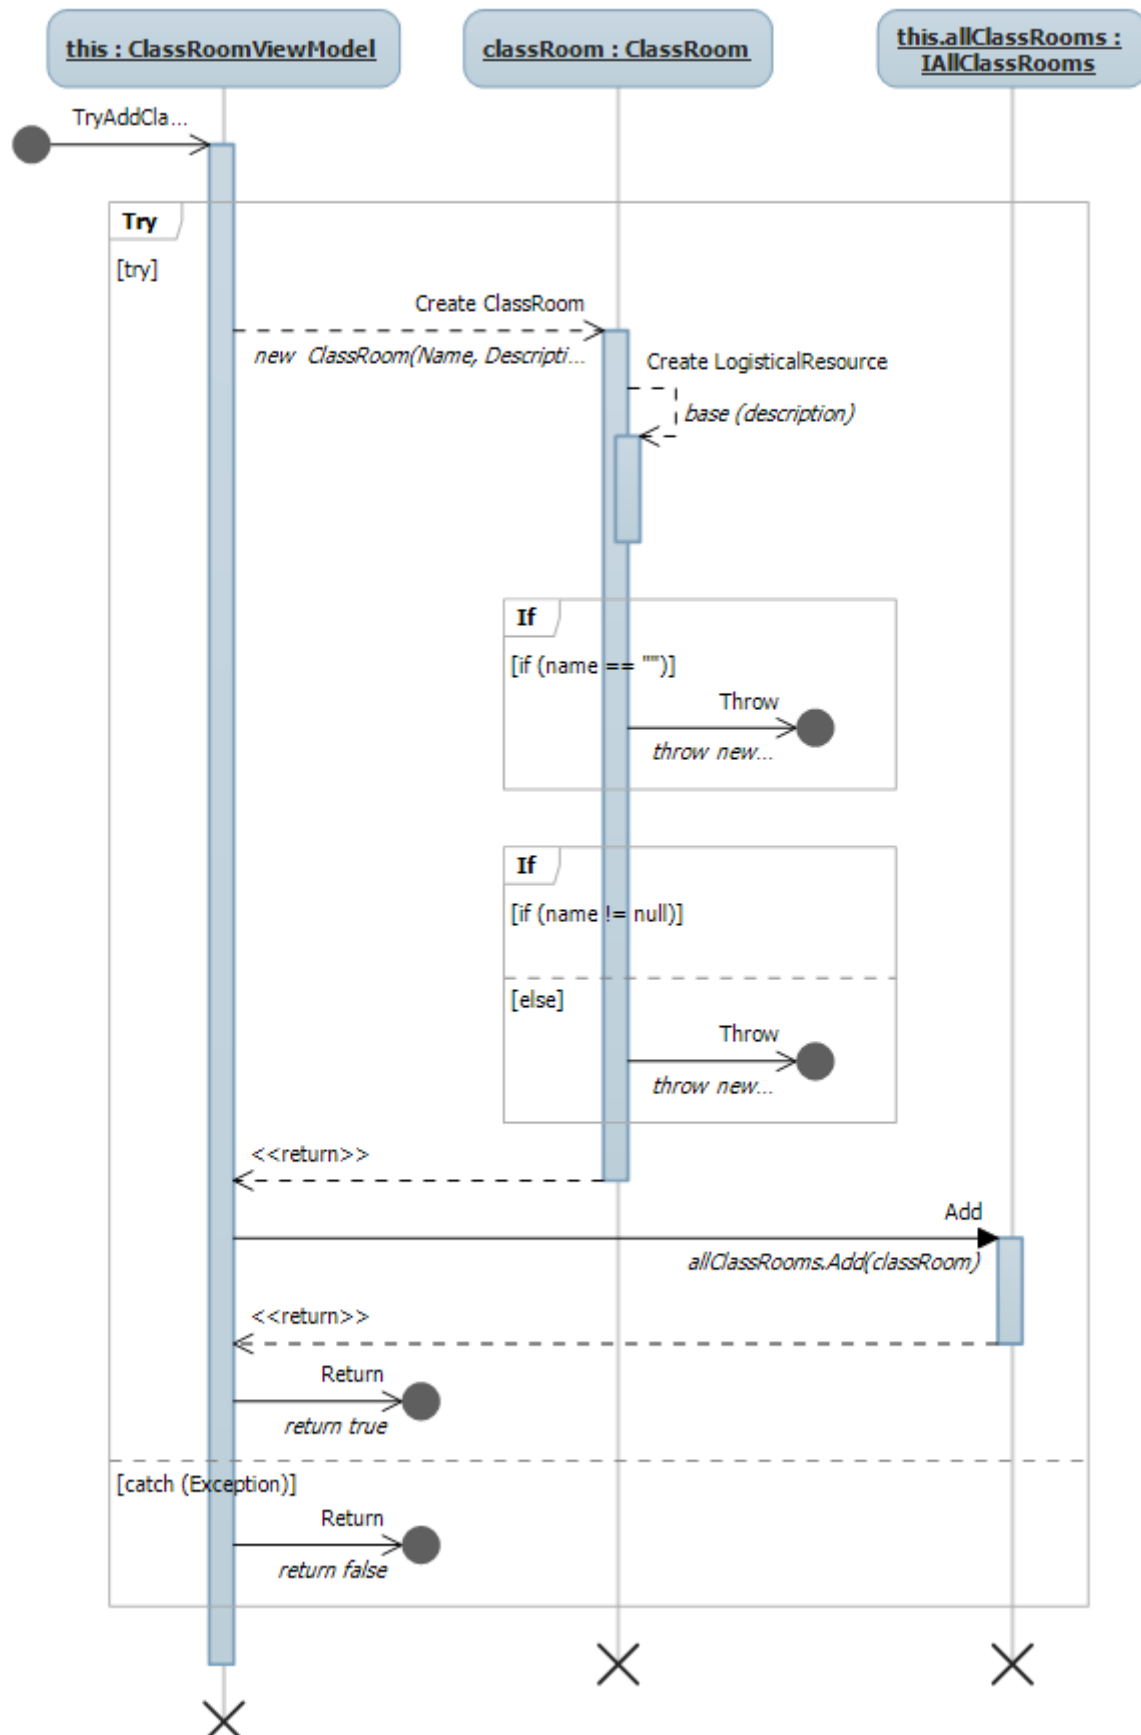 this : ClassRoomViewModel
classRoom : ClassRoom
this.allClassRooms :
IAllClassRooms
TryAddCla...
Try
[try]
Create ClassRoom
new ClassRoom(Name, Descripti...
Create LogisticalResource
base (description)
If
[if (name == "")]
Throw
throw new...
If
[if (name != null)]
[else]
Throw
throw new...
<<return>>
Add
allClassRooms.Add(classRoom)
<<return>>
Return
return true
[catch (Exception)]
Return
return false